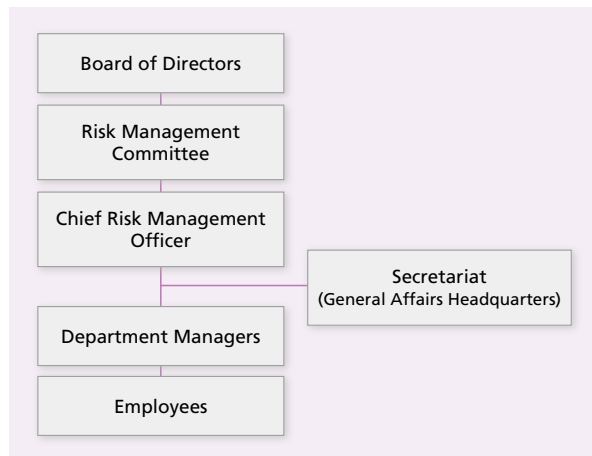 Board of Directors
Risk Management
Committee
Chief Risk Management
Officer
Secretariat
(General Affairs Headquarters)
Department Managers
Employees